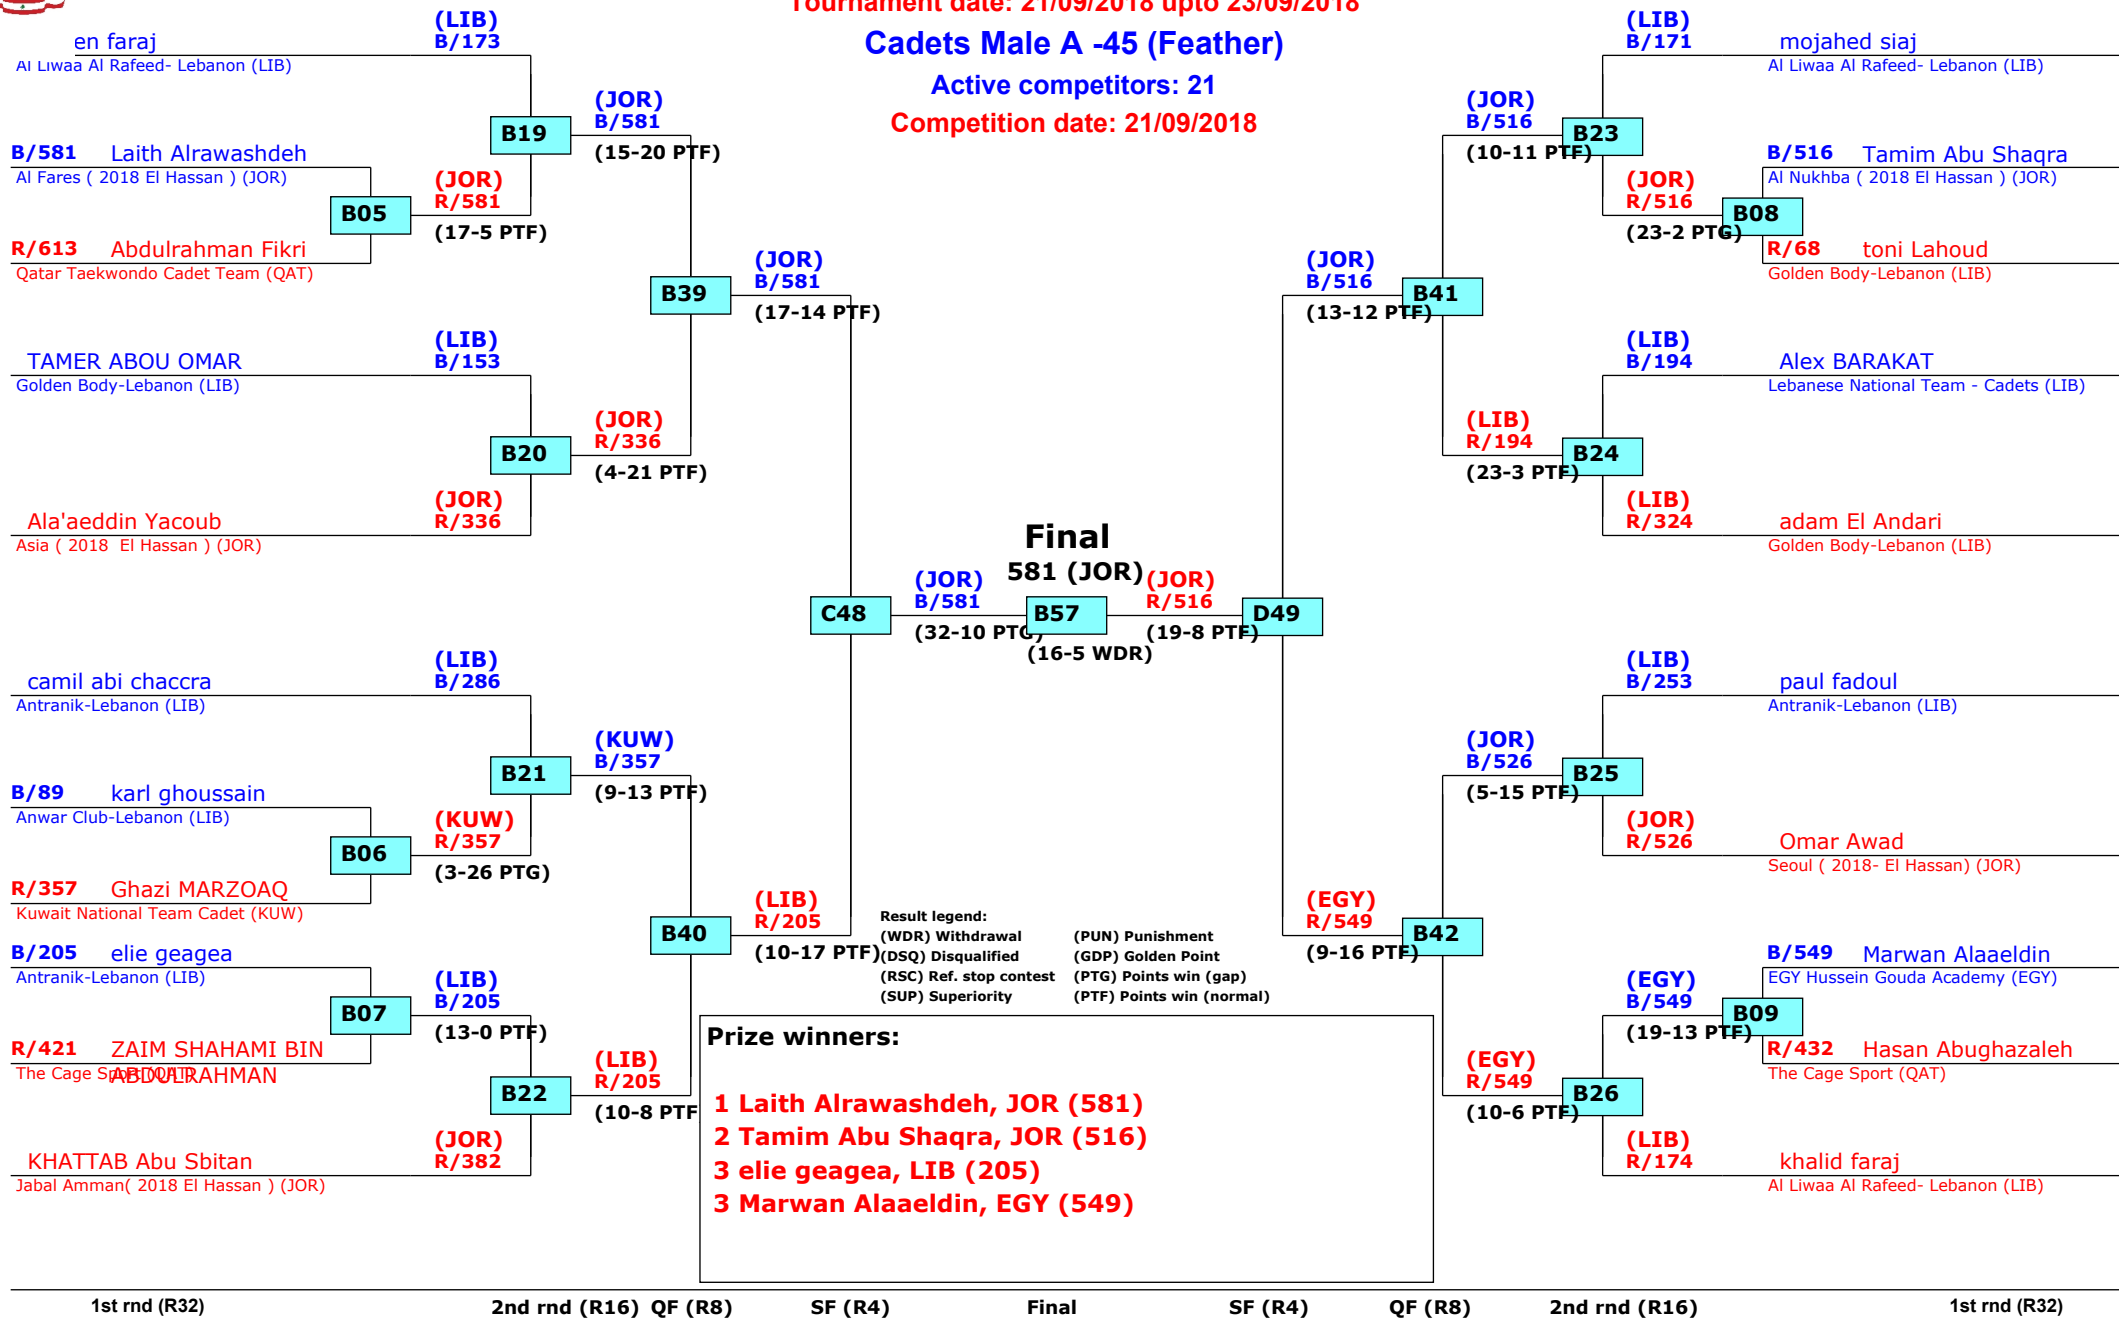 Tournament date: 21/09/2018 upto 23/09/2018
Cadets Male A -45 (Feather)
Active competitors: 21
Competition date: 21/09/2018
en faraj
Al Liwaa Al Rafeed- Lebanon (LIB)
(LIB)
B/173
B/581 Laith Alrawashdeh
Al Fares ( 2018 El Hassan ) (JOR)
B05
R/613 Abdulrahman Fikri
Qatar Taekwondo Cadet Team (QAT)
(JOR)
R/581
(17-5 PTF)
B19
(JOR)
B/581
(15-20 PTF)
TAMER ABOU OMAR
Golden Body-Lebanon (LIB)
(LIB)
B/153
B20
Ala'aeddin Yacoub
Asia ( 2018 El Hassan ) (JOR)
(JOR)
R/336
(JOR)
R/336
(4-21 PTF)
B39
(JOR)
B/581
(17-14 PTF)
camil abi chaccra
Antranik-Lebanon (LIB)
(LIB)
B/286
B/89 karl ghoussain
Anwar Club-Lebanon (LIB)
B06
R/357 Ghazi MARZOAQ
Kuwait National Team Cadet (KUW)
(KUW)
R/357
(3-26 PTG)
B21
(KUW)
B/357
(9-13 PTF)
B/205 elie geagea
Antranik-Lebanon (LIB)
B07
R/421 ZAIM SHAHAMI BIN
ABDULRAHMAN
The Cage Sport (QAT)
(LIB)
B/205
(13-0 PTF)
B22
KHATTAB Abu Sbitan
Jabal Amman( 2018 El Hassan ) (JOR)
(JOR)
R/382
(LIB)
R/205
(10-8 PTF
B40
(LIB)
R/205
(10-17 PTF)
C48
(JOR)
B/581
(32-10 PTG)
Final
581 (JOR)
B57
(16-5 WDR)
(JOR)
R/516
(19-8 PTF)
D49
(JOR)
B/516
(13-12 PTF)
B41
(JOR)
B/516
(10-11 PTF)
B23
(LIB)
B/171
mojahed siaj
Al Liwaa Al Rafeed- Lebanon (LIB)
(JOR)
R/516
(23-2 PTG)
B08
B/516 Tamim Abu Shaqra
Al Nukhba ( 2018 El Hassan ) (JOR)
R/68 toni Lahoud
Golden Body-Lebanon (LIB)
(LIB)
R/194
(23-3 PTF)
B24
(LIB)
B/194
Alex BARAKAT
Lebanese National Team - Cadets (LIB)
(LIB)
R/324
adam El Andari
Golden Body-Lebanon (LIB)
(EGY)
R/549
(9-16 PTF)
B42
(JOR)
B/526
(5-15 PTF)
B25
(LIB)
B/253
paul fadoul
Antranik-Lebanon (LIB)
(JOR)
R/526
Omar Awad
Seoul ( 2018- El Hassan) (JOR)
(EGY)
R/549
(10-6 PTF)
B26
(EGY)
B/549
(19-13 PTF)
B09
B/549 Marwan Alaaeldin
EGY Hussein Gouda Academy (EGY)
R/432 Hasan Abughazaleh
The Cage Sport (QAT)
(LIB)
R/174
khalid faraj
Al Liwaa Al Rafeed- Lebanon (LIB)
Result legend:
(WDR) Withdrawal (PUN) Punishment
(DSQ) Disqualified (GDP) Golden Point
(RSC) Ref. stop contest (PTG) Points win (gap)
(SUP) Superiority (PTF) Points win (normal)
Prize winners:
1 Laith Alrawashdeh, JOR (581)
2 Tamim Abu Shaqra, JOR (516)
3 elie geagea, LIB (205)
3 Marwan Alaaeldin, EGY (549)
1st rnd (R32) 2nd rnd (R16) QF (R8) SF (R4) Final SF (R4) QF (R8) 2nd rnd (R16) 1st rnd (R32)